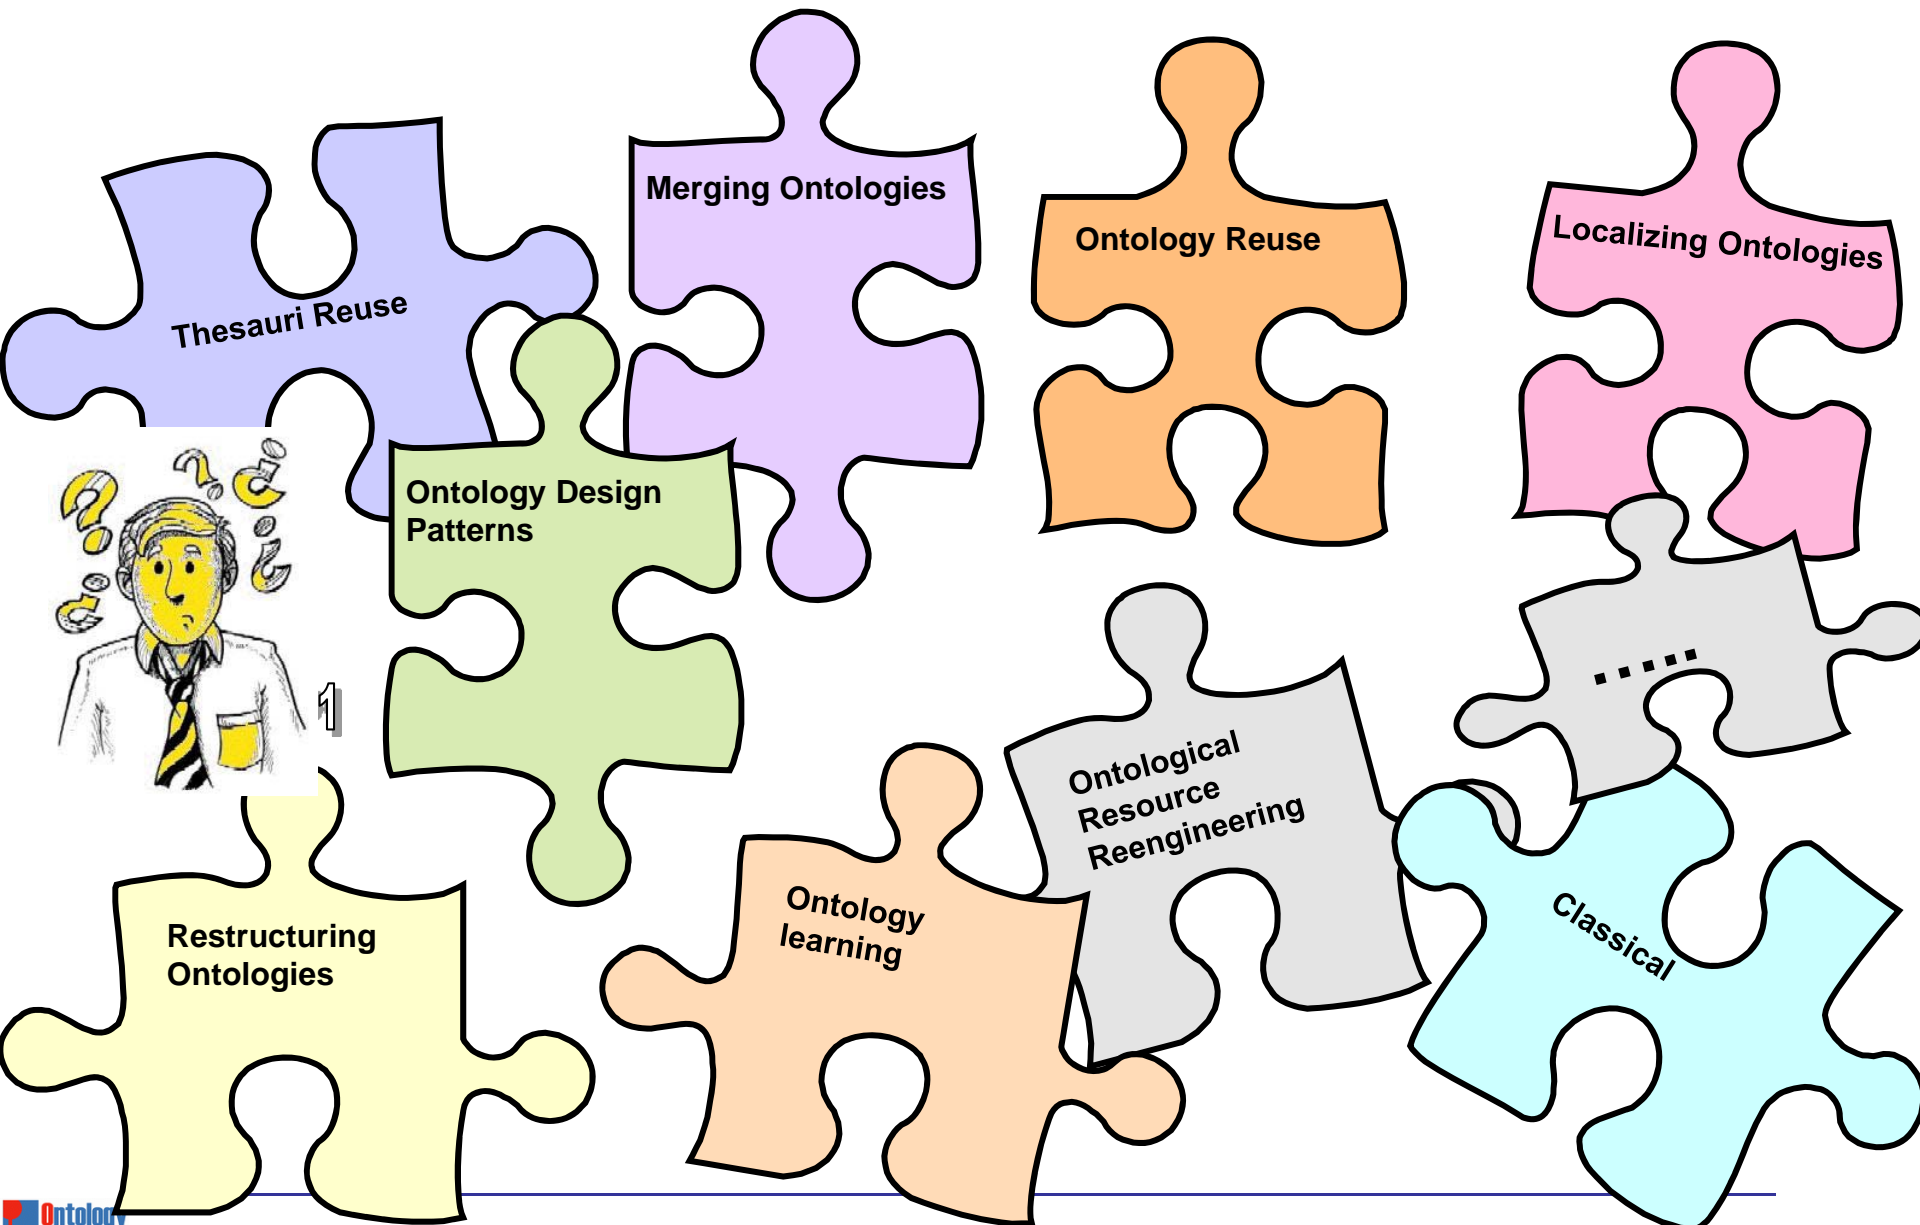 Merging Ontologies
Ontology Reuse
Localizing Ontologies
Thesauri Reuse
Ontology Design
Patterns
.....
1
Ontological
Resource
Reengineering
Ontology
learning
Classical
Restructuring
Ontologies
Ontology